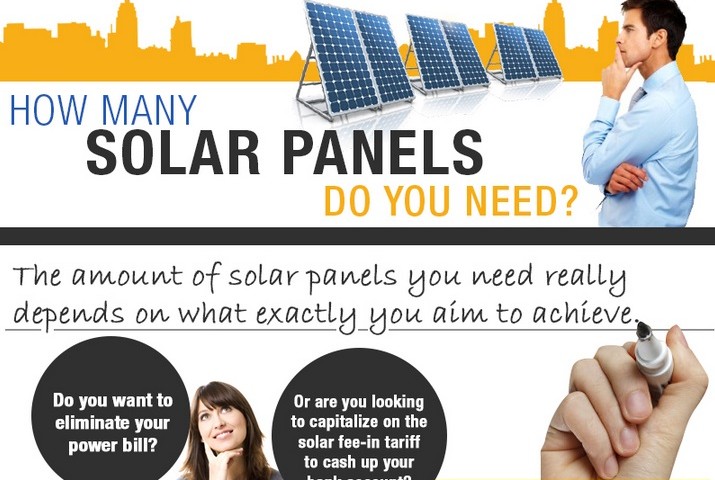 HOW MANY
SOLAR PANELS
DO YOU NEED?
The amount of solar panels you need really
depends on what exactly you aim to achieve.
Do you want to
eliminate your
power bill?
Or are you looking
to capitalize on the
solar fee-in tariff
to cash up your
bank account?